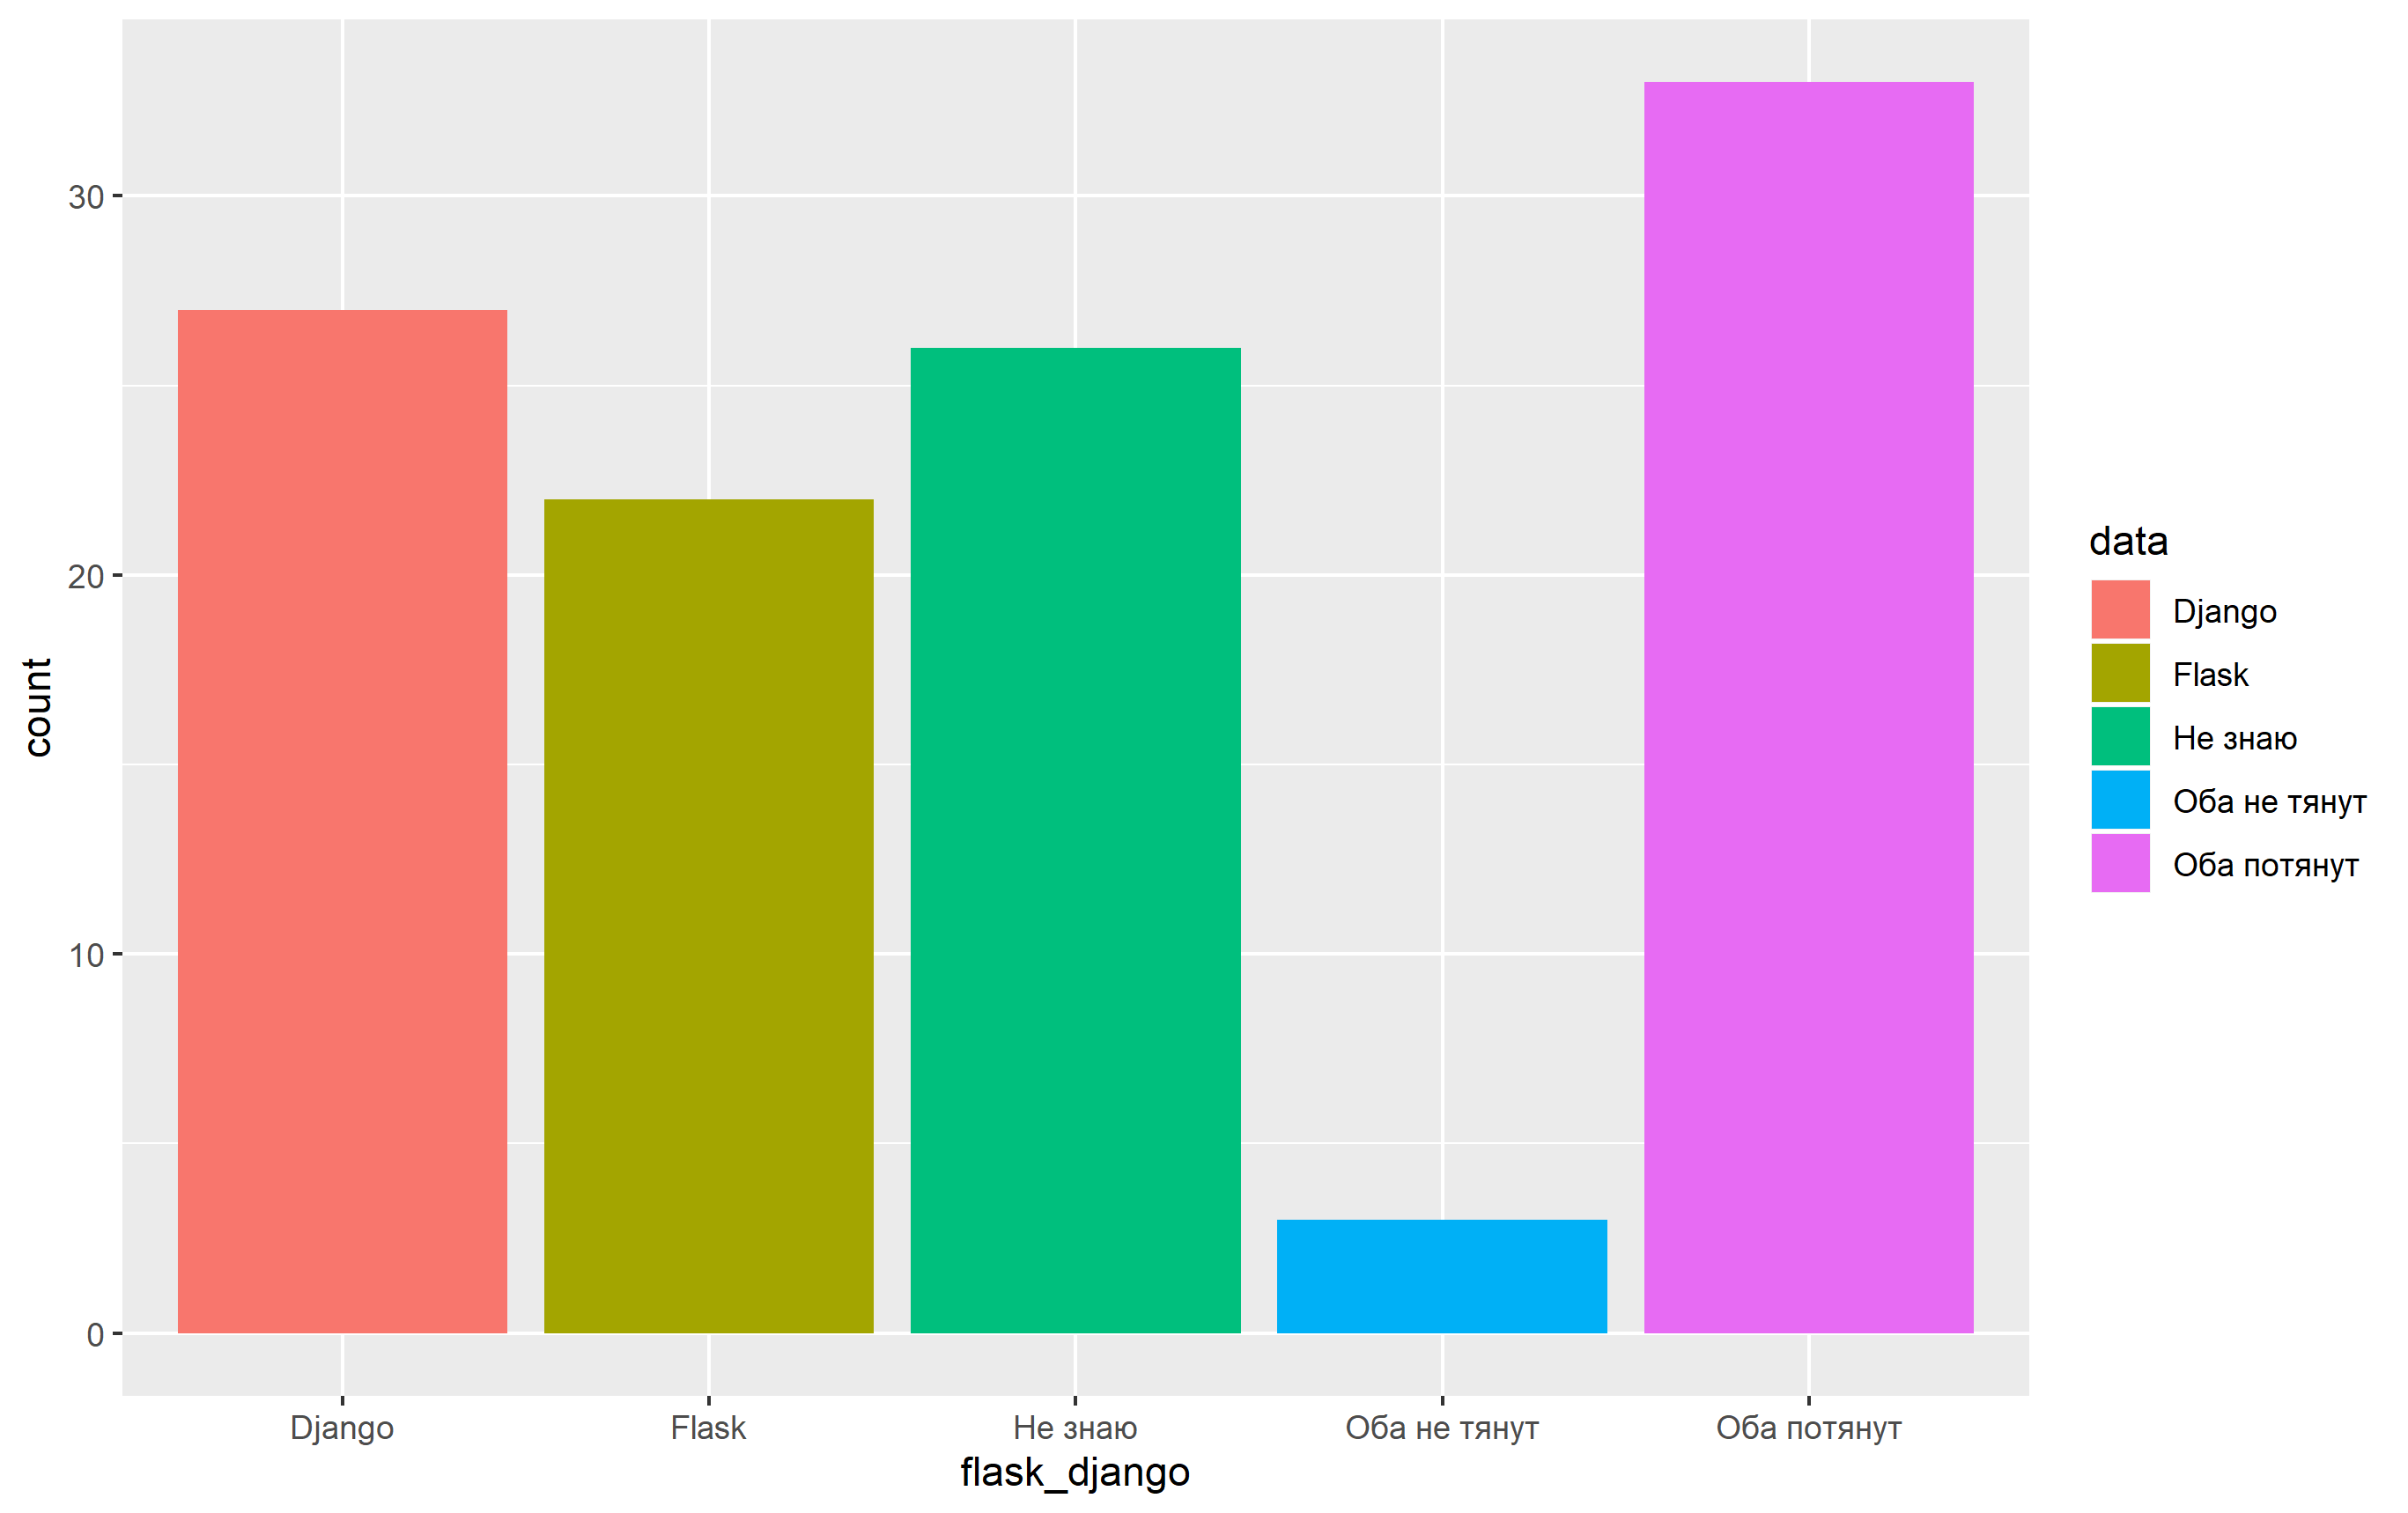 count
30
20
10
0
Django
Flask
Не знаю
Оба не тянут
Оба потянут
flask_django
data
Django
Flask
Не знаю
Оба не тянут
Оба потянут